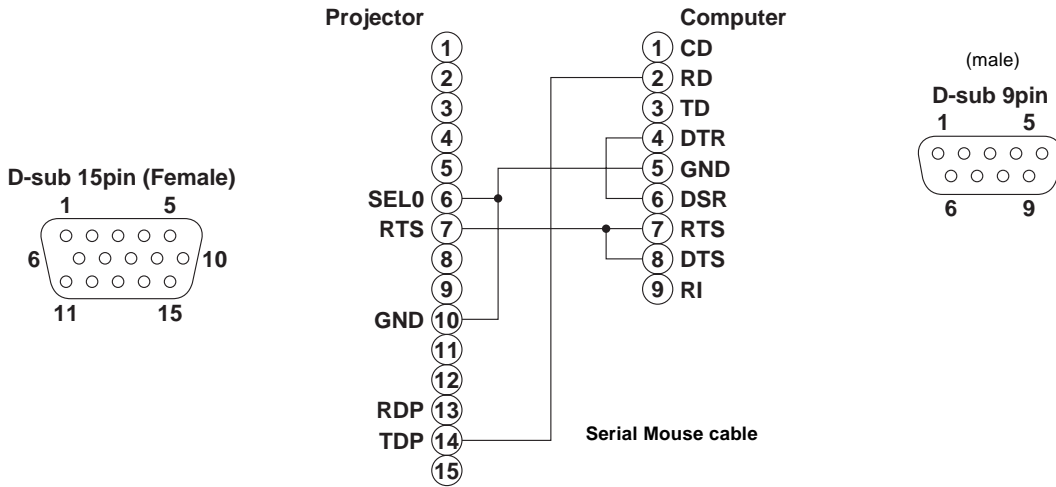 Projector
Computer
1
1 CD
2
2 RD
3
3 TD
4
4 DTR
5
5 GND
SEL0 6
6 DSR
RTS 7
7 RTS
8
8 DTS
9
9 RI
GND 10
11
12
RDP 13
TDP 14
15
Serial Mouse cable
D-sub 15pin (Female)
1 5
6 10
11 15
(male)
D-sub 9pin
1 5
6 9